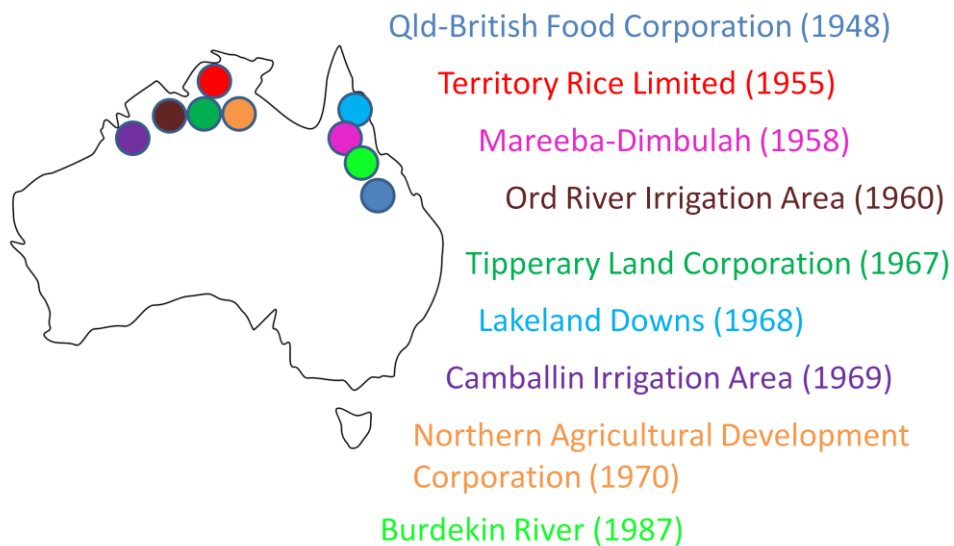 Qld-British Food Corporation (1948)
Territory Rice Limited (1955)
Mareeba-Dimbulah (1958)
Ord River Irrigation Area (1960)
Tipperary Land Corporation (1967)
Lakeland Downs (1968)
Camballin Irrigation Area (1969)
Northern Agricultural Development
Corporation (1970)
Burdekin River (1987)